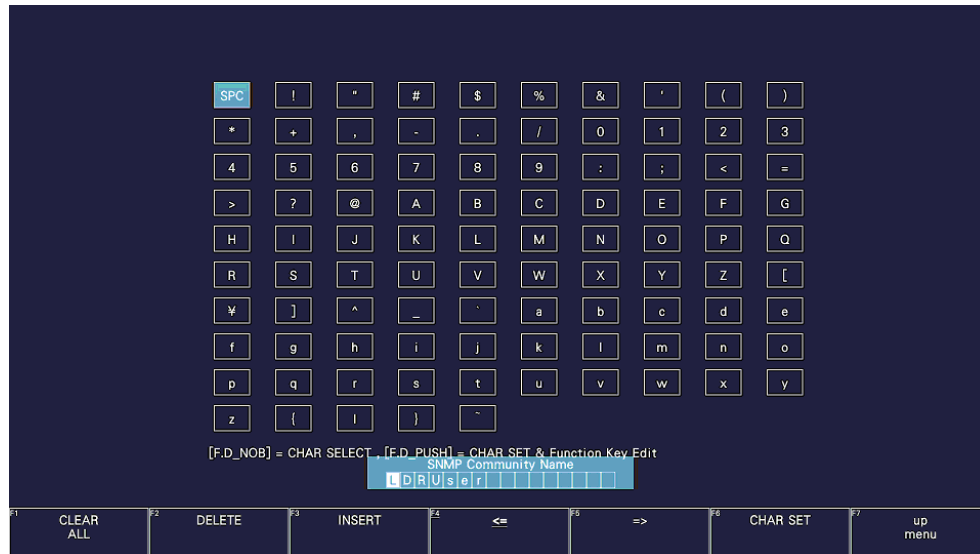 SPC ! " # $ % & ' ( )
* + , - . / 0 1 2 3
4 5 6 7 8 9 : ; < =
> ? @ A B C D E F G
H I J K L M N O P Q
R S T U V W X Y Z [
¥ ] ^ _ ` a b c d e
f g h i j k l m n o
p q r s t u v w x y
z { | } ~
[F.D_NOB] = CHAR SELECT , [F.D_PUSH] = CHAR SET & Function Key Edit
SNMP Community Name
LDRUser
F1 CLEAR ALL F2 DELETE F3 INSERT F4 <= F5 => F6 CHAR SET F7 up menu